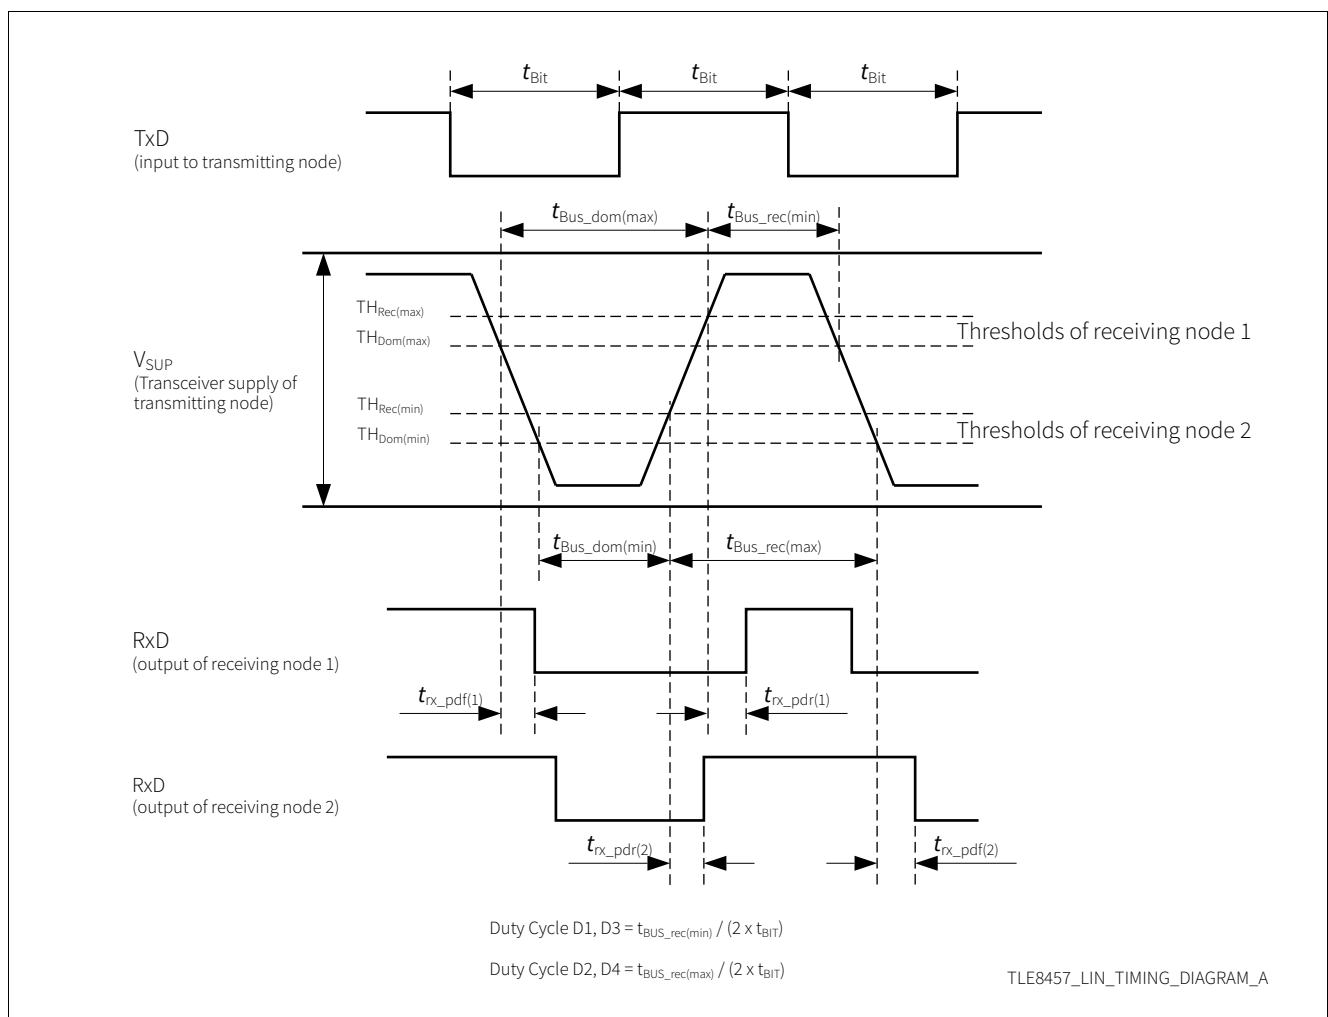 tBit tBit tBit
TxD
(input to transmitting node)
tBus_dom(max) tBus_rec(min)
THRec(max)
Thresholds of receiving node 1
THDom(max)
VSUP
(Transceiver supply of
transmitting node)
THRec(min)
Thresholds of receiving node 2
THDom(min)
tBus_dom(min) tBus_rec(max)
RxD
(output of receiving node 1)
trx_pdf(1) trx_pdr(1)
RxD
(output of receiving node 2)
trx_pdr(2) trx_pdf(2)
Duty Cycle D1, D3 = tBUS_rec(min) / (2 x tBIT)
Duty Cycle D2, D4 = tBUS_rec(max) / (2 x tBIT)
TLE8457_LIN_TIMING_DIAGRAM_A